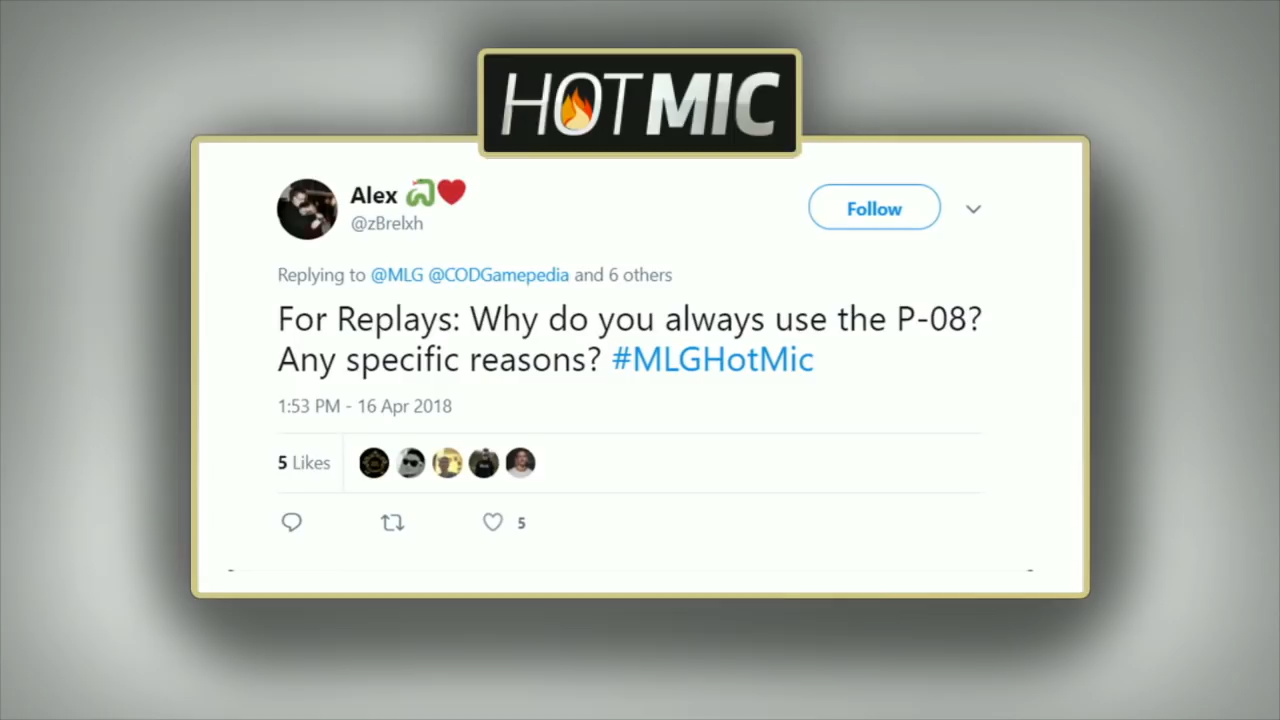 HOT MIC
Alex
@zBrelxh
Follow
Replying to @MLG @CODGamepedia and 6 others
For Replays: Why do you always use the P-08?
Any specific reasons? #MLGHotMic
1:53 PM - 16 Apr 2018
5 Likes
5